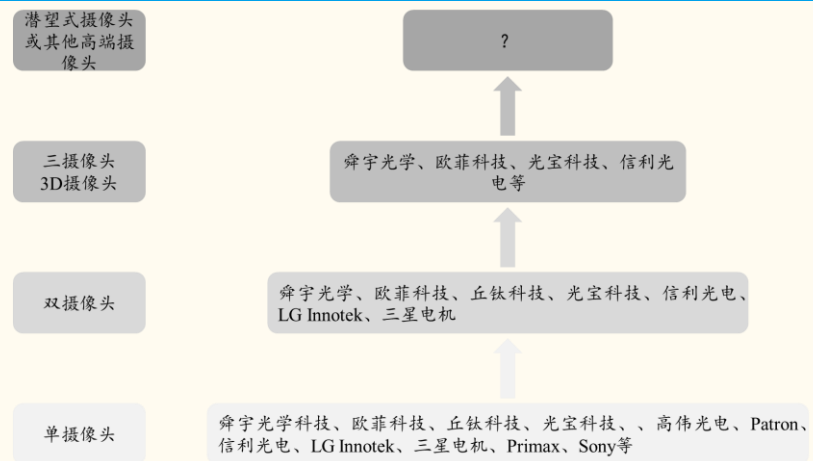 潜望式摄像头
或其他高端摄
像头
?
三摄像头
3D摄像头
舜宇光学、欧菲科技、光宝科技、信利光
电等
双摄像头
舜宇光学、欧菲科技、丘钛科技、光宝科技、信利光电、
LG Innotek、三星电机
单摄像头
舜宇光学科技、欧菲科技、丘钛科技、光宝科技、、高伟光电、Patron、
信利光电、LG Innotek、三星电机、Primax、Sony等